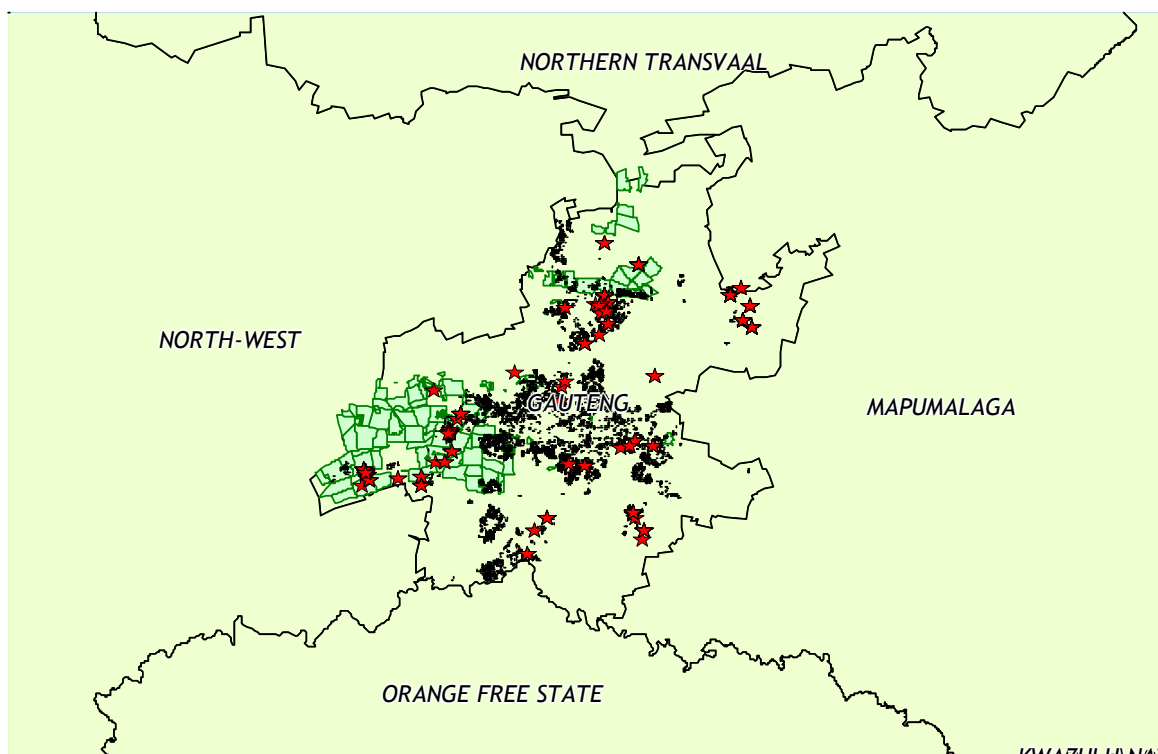 NORTHERN TRANSVAAL
NORTH-WEST
GAUTENG
MAPUMALAGA
ORANGE FREE STATE